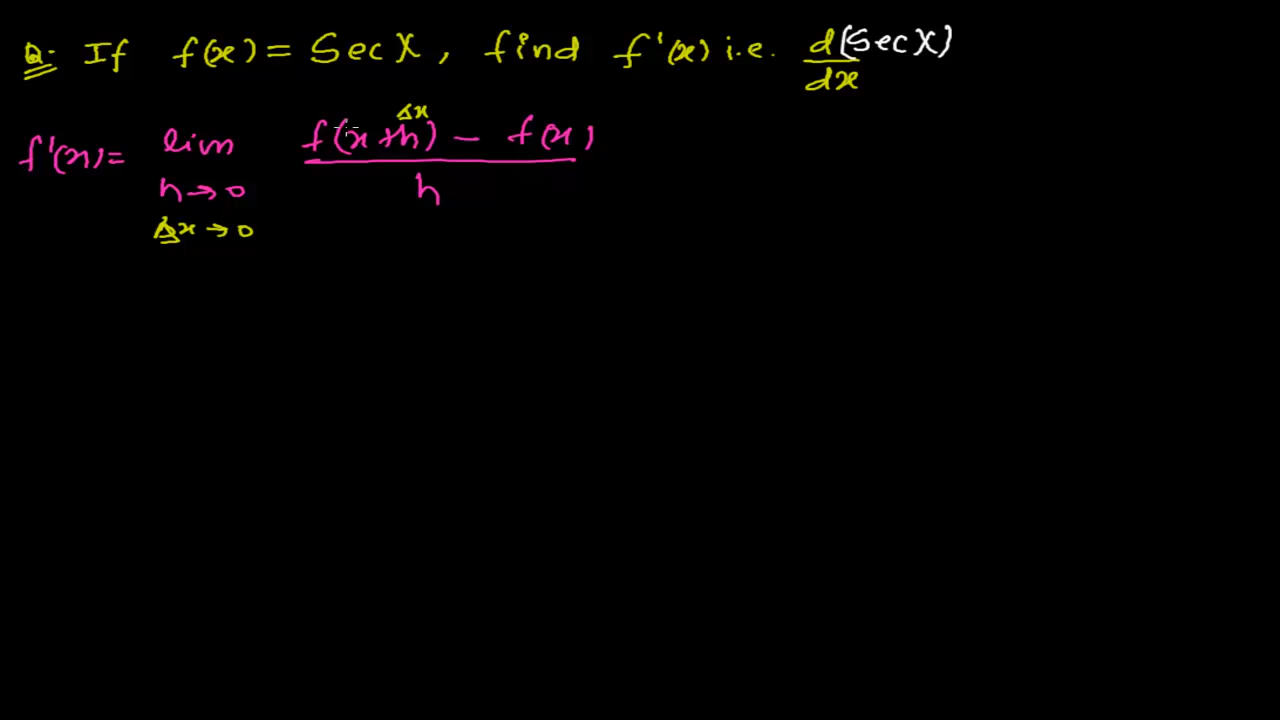 Q:- If f(x) = Sec X, find f'(x) i.e. d/dx (Sec X)
Δx
f'(x) = lim f(x+h) - f(x)
h→0 h
Δx→0